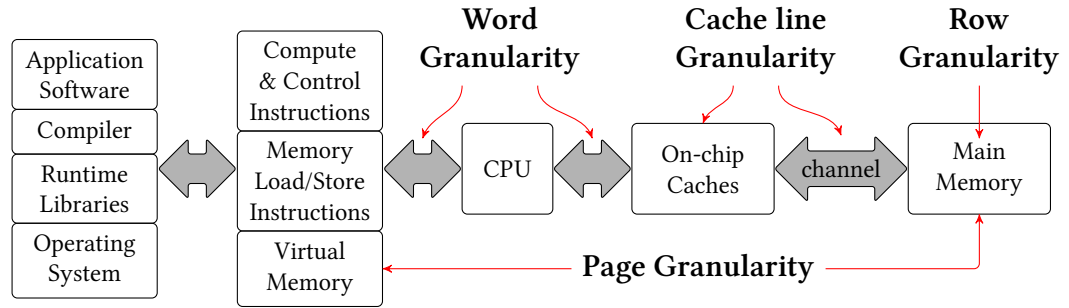 Word
Granularity
Cache line
Granularity
Row
Granularity
Application
Software
Compiler
Runtime
Libraries
Operating
System
Compute
& Control
Instructions
Memory
Load/Store
Instructions
Virtual
Memory
CPU
On-chip
Caches
channel
Main
Memory
Page Granularity